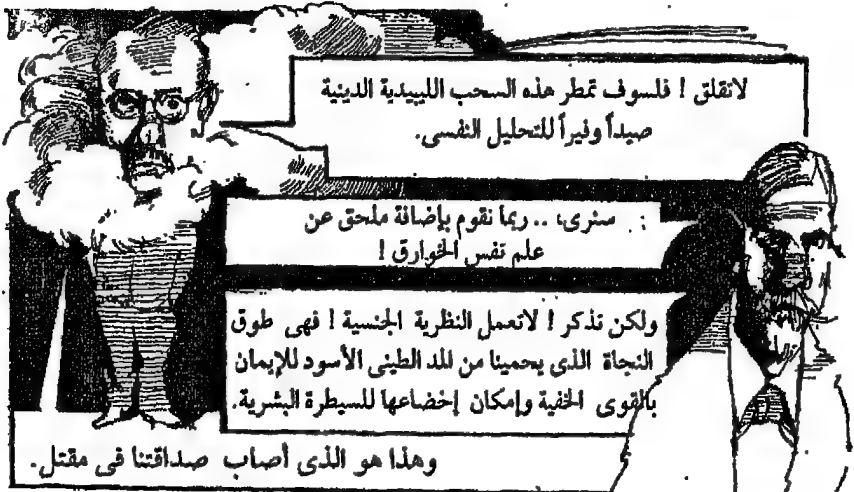 لاتقلق ! فلسوف تمطر هذه السحب الليبيدية الدينية
صيداً وفيراً للتحليل النفسى.
سنرى، .. ربما نقوم بإضافة ملحق عن
علم نفس الخوارق !
ولكن تذكر ! لاتهمل النظرية الجنسية ! فهى طوق
النجاة الذى يحمينا من المد الطينى الأسود للإيمان
بالقوى الخفية وإمكان إخضاعها للسيطرة البشرية.
وهذا هو الذى أصاب صداقتنا فى مقتل.